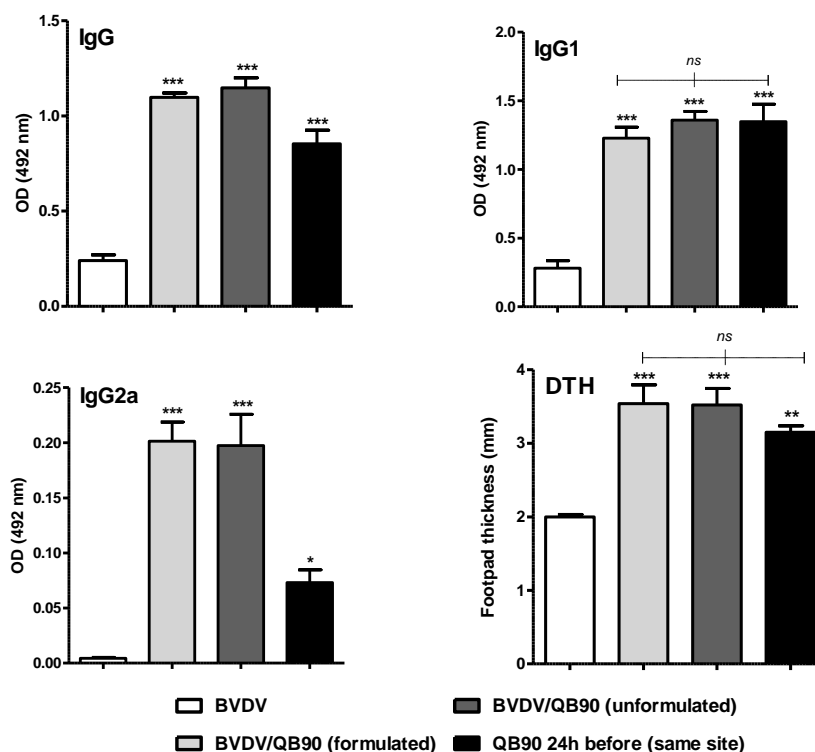 IgG
OD (492 nm)
1.5
1.0
0.5
0.0
***
***
***
IgG1
OD (492 nm)
2.0
1.5
1.0
0.5
0.0
ns
***
***
***
IgG2a
OD (492 nm)
0.25
0.20
0.15
0.10
0.05
0.00
***
***
*
DTH
Footpad thickness (mm)
4
3
2
1
0
ns
***
***
**
BVDV
BVDV/QB90 (unformulated)
BVDV/QB90 (formulated)
QB90 24h before (same site)